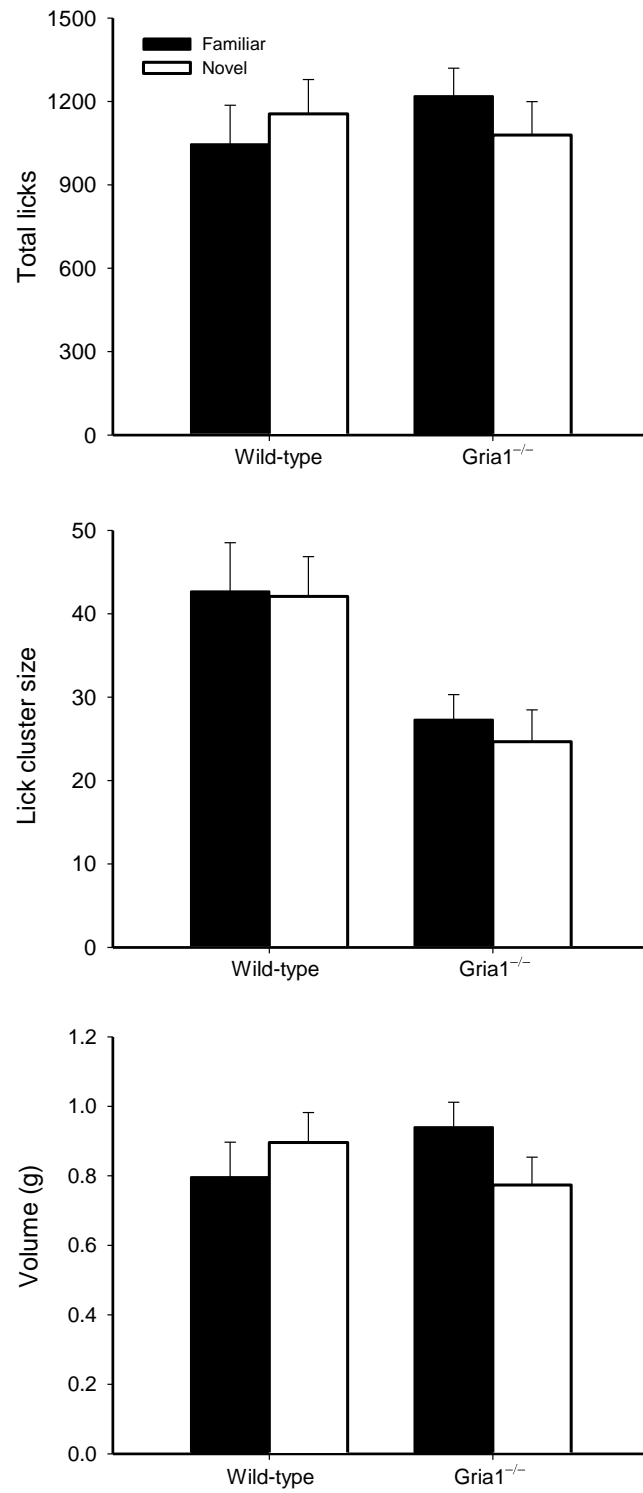 1500
Familiar
Novel
1200
900
600
300
0
Total licks
Wild-type
Gria1−/−
50
40
30
20
10
0
Lick cluster size
Wild-type
Gria1−/−
1.2
1.0
0.8
0.6
0.4
0.2
0.0
Volume (g)
Wild-type
Gria1−/−